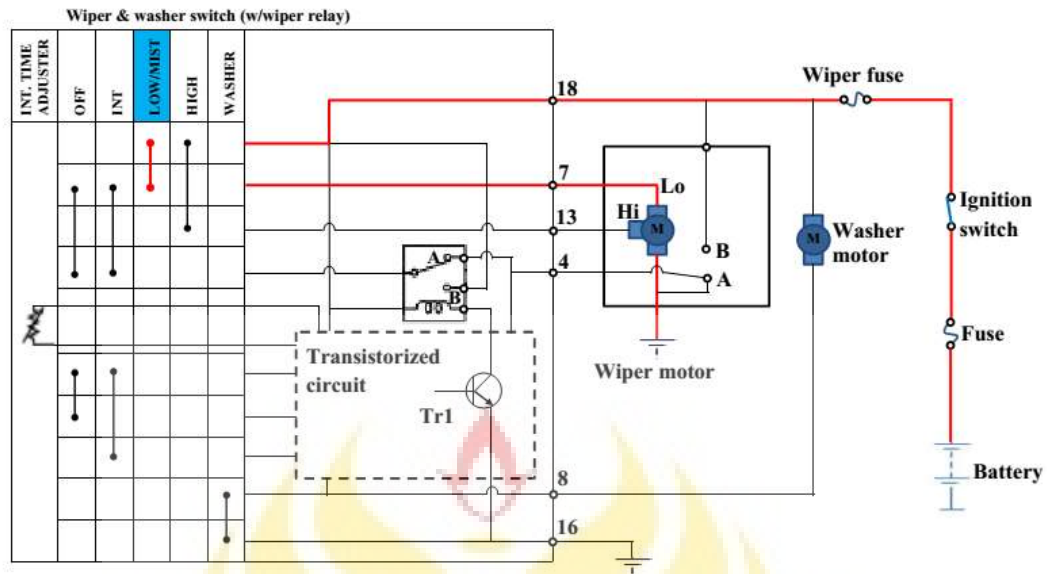 Wiper & washer switch (w/wiper relay)
INT. TIME
ADJUSTER
OFF
INT
LOW/MIST
HIGH
WASHER
18
Wiper fuse
7
Lo
Hi
M
13
B
A
4
A
B
M
Washer
motor
Ignition
switch
Fuse
Transistorized
circuit
Tr1
Wiper motor
8
16
Battery